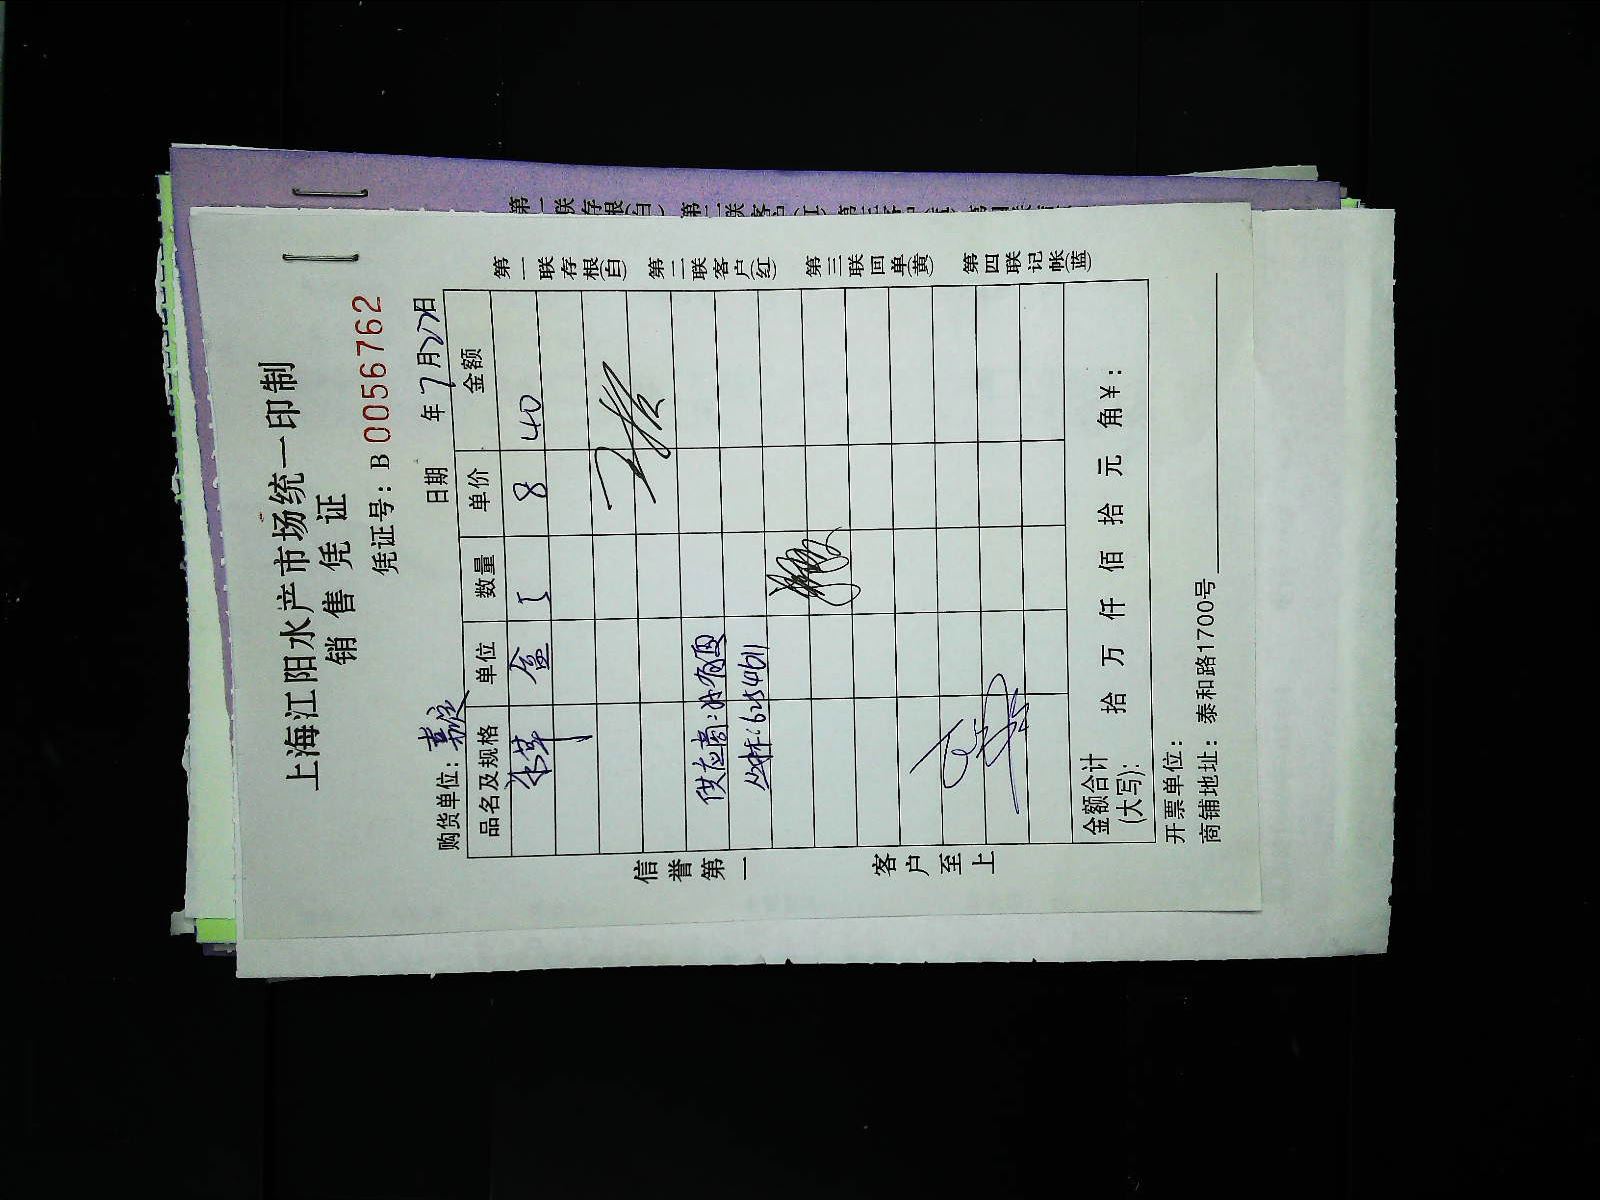 上海江阳水产市场统一印制
销售凭证
凭证号：B 0056762
购货单位：嘉定 日期 年7月27日
品名及规格 单位 数量 单价 金额
盒 5 8 40
供应商：
金额合计(大写)： 拾 万 仟 佰 拾 元 角 ¥：
开票单位：
商铺地址：泰和路1700号
信誉第一 客户至上
第一联存根(白) 第二联客户(红) 第三联回单(黄) 第四联记帐(蓝)